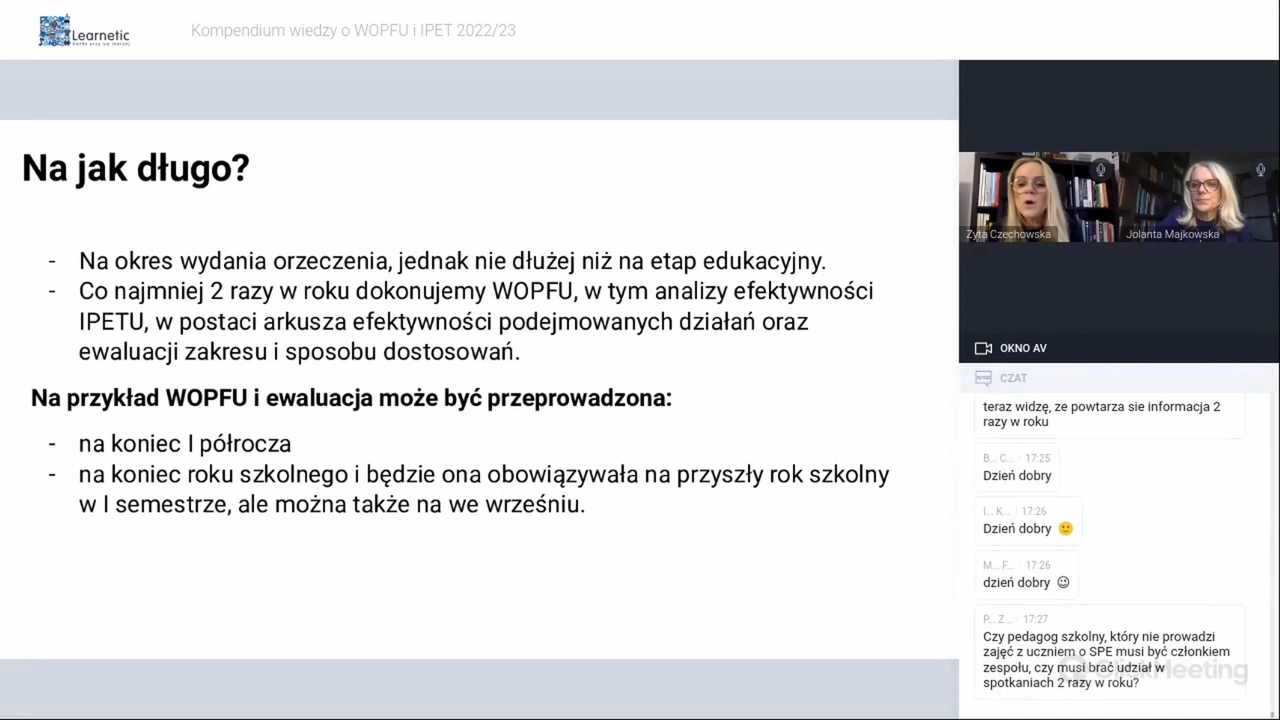 Learnetic
Kompendium wiedzy o WOPFU i IPET 2022/23
Na jak długo?
- Na okres wydania orzeczenia, jednak nie dłużej niż na etap edukacyjny.
- Co najmniej 2 razy w roku dokonujemy WOPFU, w tym analizy efektywności
IPETU, w postaci arkusza efektywności podejmowanych działań oraz
ewaluacji zakresu i sposobu dostosowań.
Na przykład WOPFU i ewaluacja może być przeprowadzona:
- na koniec I półrocza
- na koniec roku szkolnego i będzie ona obowiązywała na przyszły rok szkolny
w I semestrze, ale można także na we wrześniu.
Zyta Czechowska
Jolanta Majkowska
OKNO AV
CZAT
teraz widzę, ze powtarza sie informacja 2
razy w roku
B... C... 17:25
Dzień dobry
I... K... 17:26
Dzień dobry 🙂
M... F... 17:26
dzień dobry 😉
P... Z... 17:27
Czy pedagog szkolny, który nie prowadzi
zajęć z uczniem o SPE musi być członkiem
zespołu, czy musi brać udział w
spotkaniach 2 razy w roku?
ClickMeeting